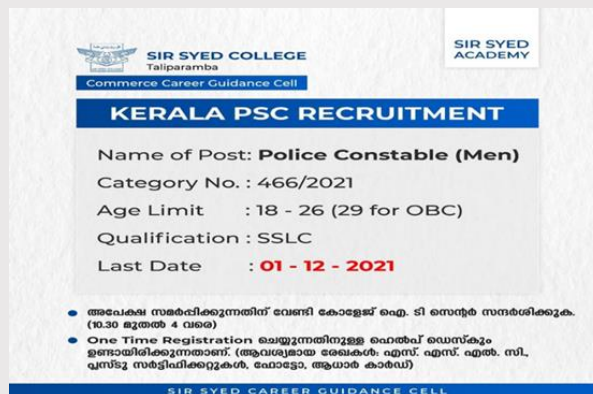 SIR SYED COLLEGE
Taliparamba
Commerce Career Guidance Cell
SIR SYED
ACADEMY
KERALA PSC RECRUITMENT
Name of Post: Police Constable (Men)
Category No. : 466/2021
Age Limit : 18 - 26 (29 for OBC)
Qualification : SSLC
Last Date : 01 - 12 - 2021
അപേക്ഷ സമർപ്പിക്കുന്നതിന് വേണ്ടി കോളേജ് ഐ. ടി സെന്റർ സന്ദർശിക്കുക.
(10.30 മുതൽ 4 വരെ)
One Time Registration ചെയ്യുന്നതിനുള്ള ഹെൽപ് ഡെസ്കും
ഉണ്ടായിരിക്കുന്നതാണ്. (ആവശ്യമായ രേഖകൾ: എസ്. എസ്. എൽ. സി.,
പ്ലസ്ടു സർട്ടിഫിക്കറ്റുകൾ, ഫോട്ടോ, ആധാർ കാർഡ്)
SIR SYED CAREER GUIDANCE CELL